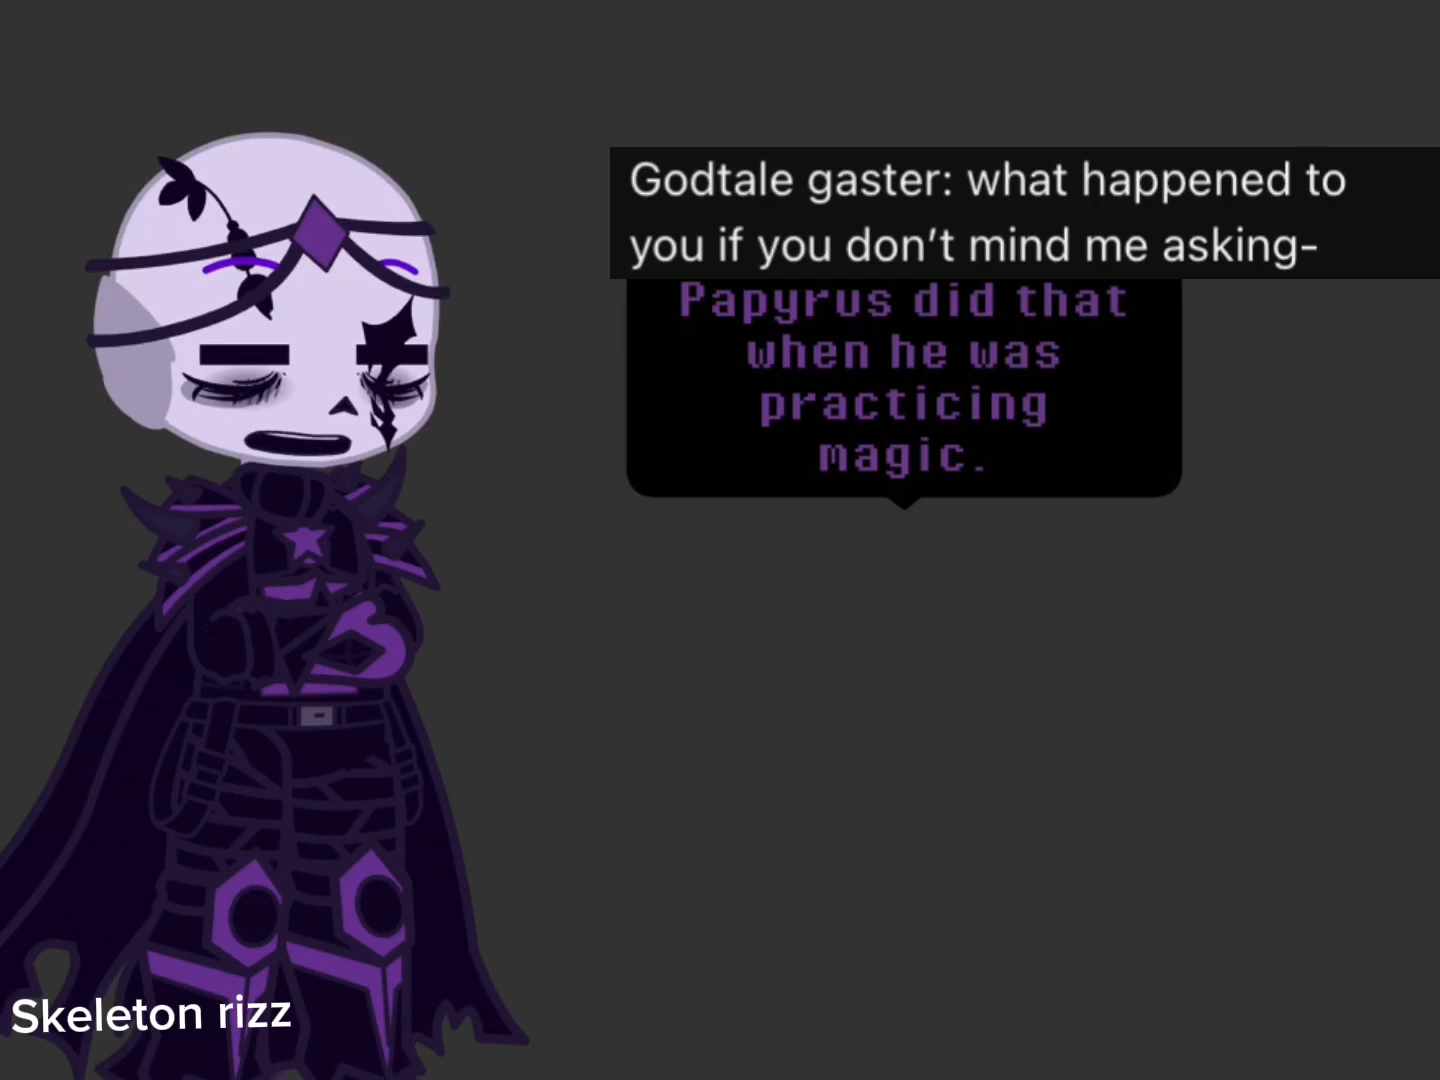 Godtale gaster: what happened to
you if you don’t mind me asking-
Papyrus did that
when he was
practicing
magic.
Skeleton rizz